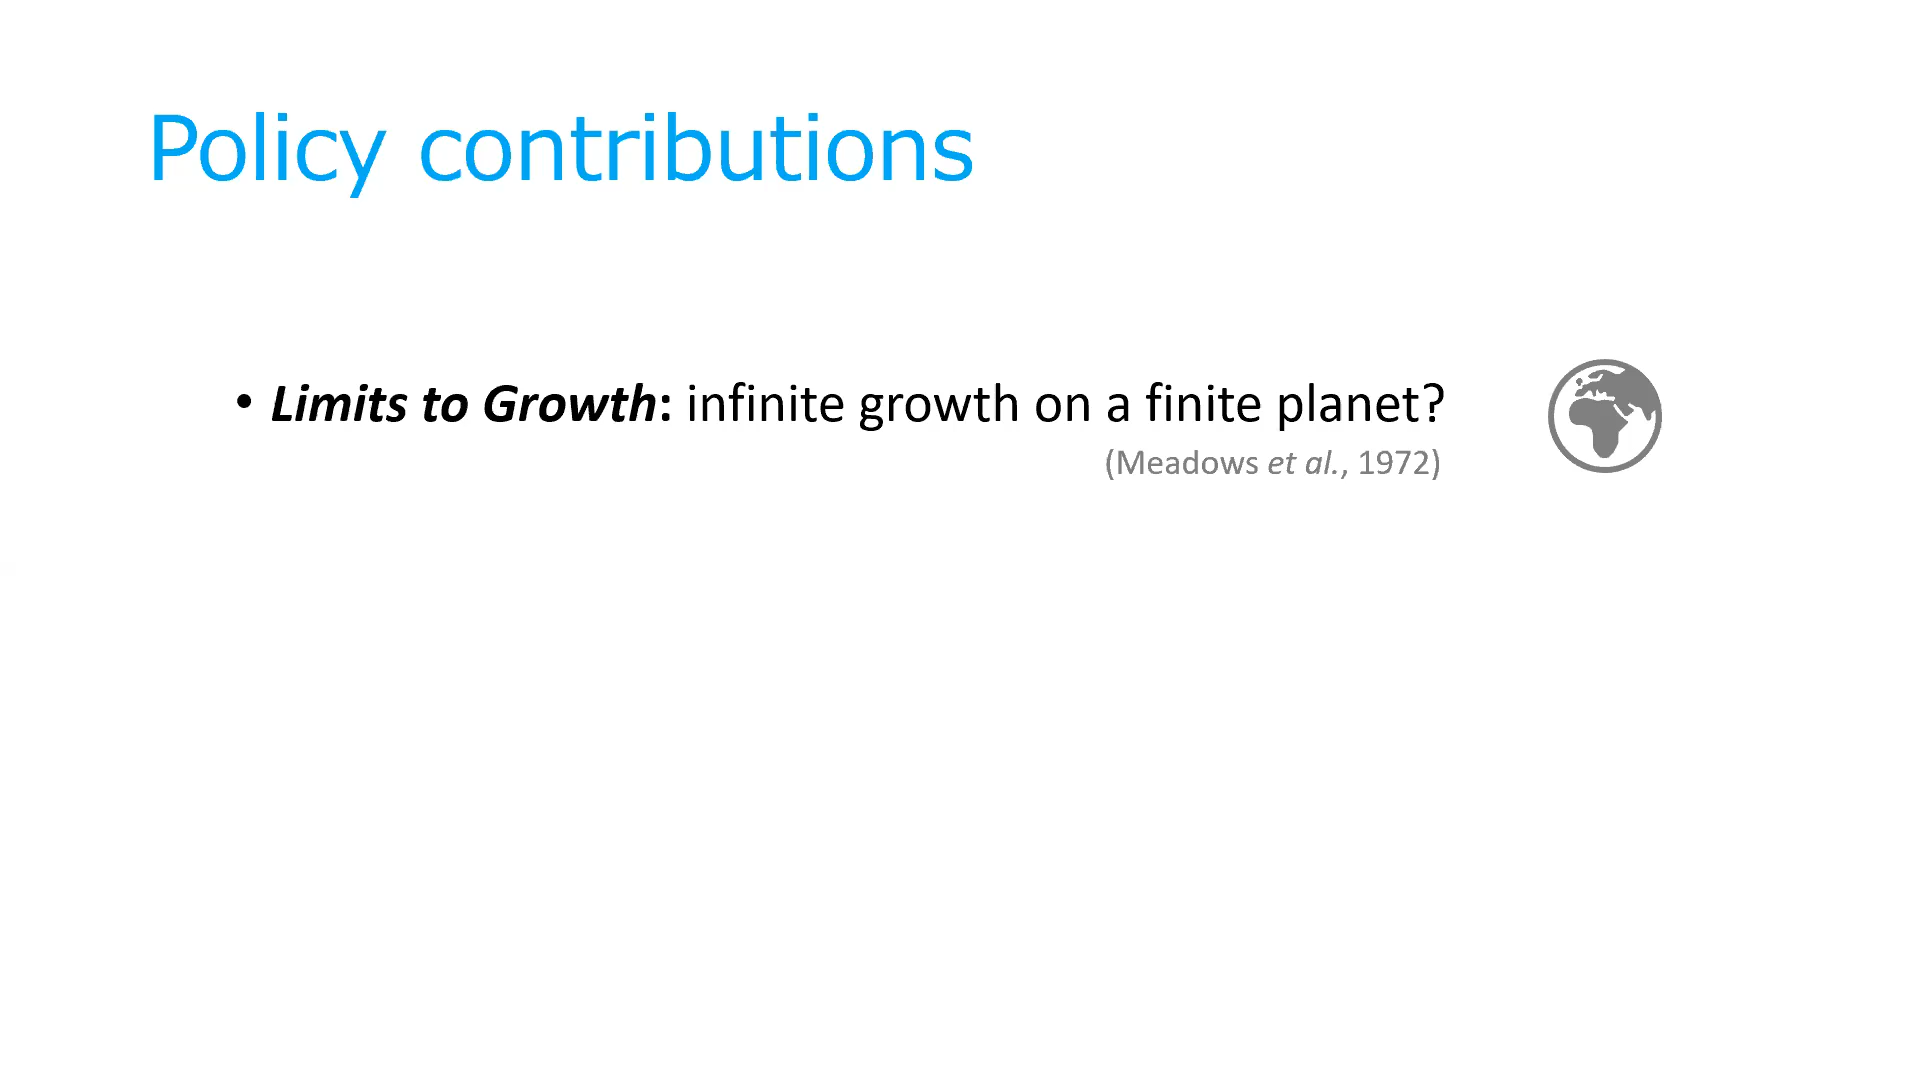 Policy contributions
• Limits to Growth: infinite growth on a finite planet?
(Meadows et al., 1972)